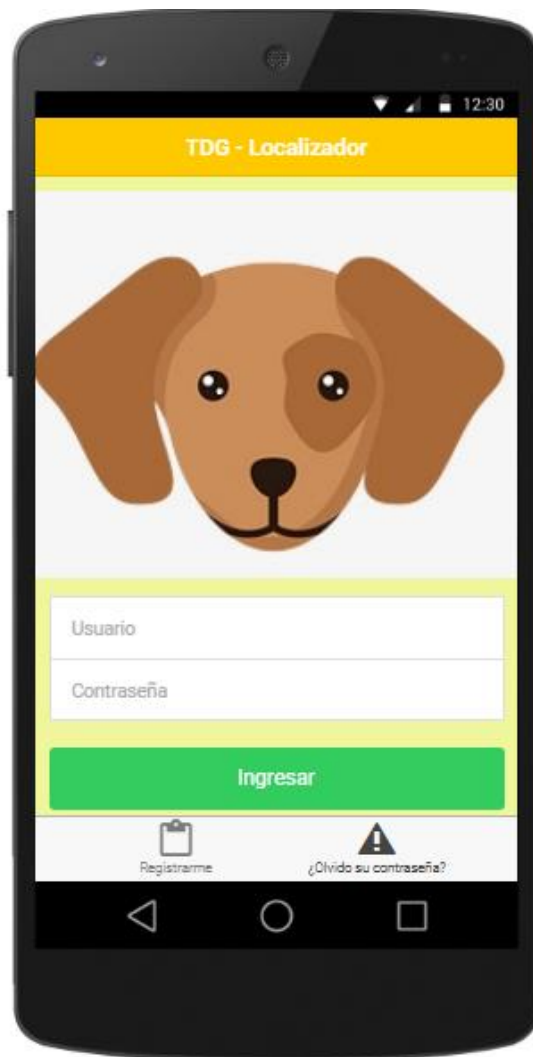 12:30
TDG - Localizador
Usuario
Contraseña
Ingresar
Registrarme
¿Olvido su contraseña?